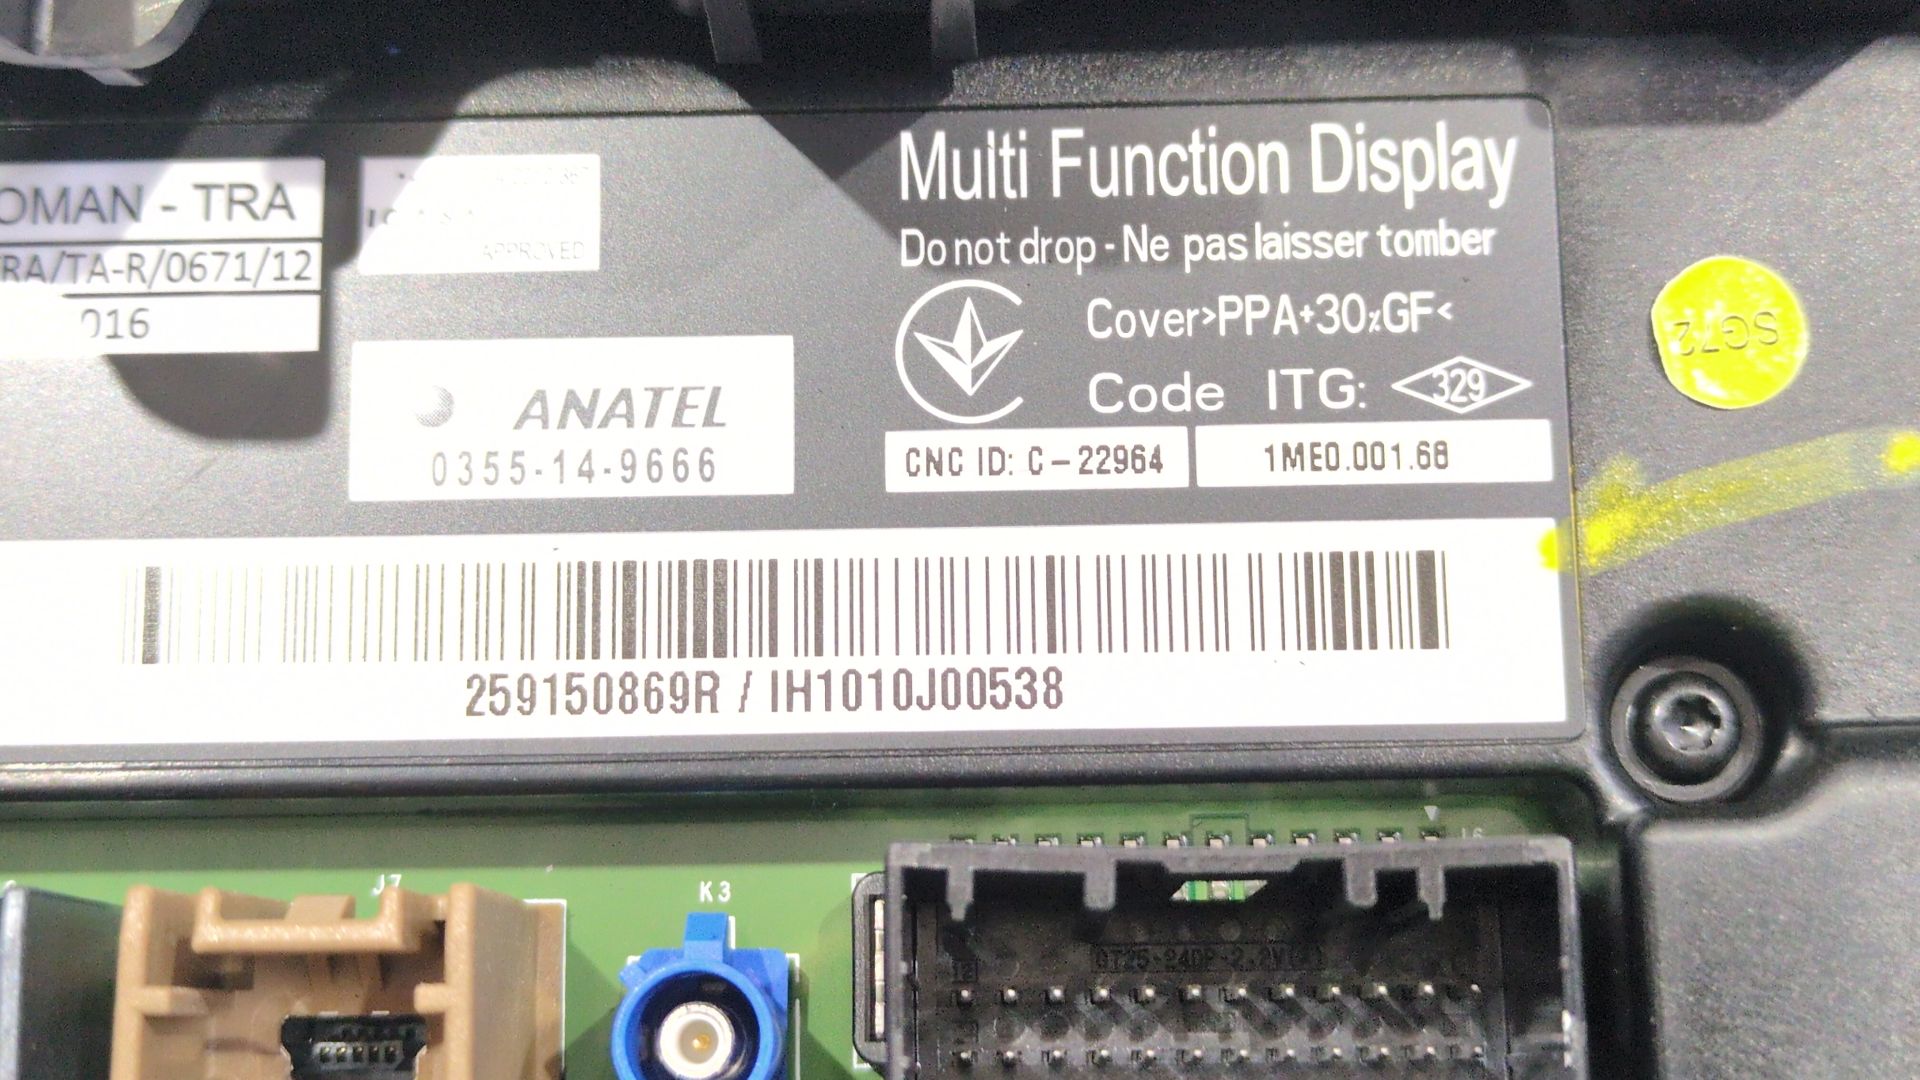 OMAN - TRA
RA/TA-R/0671/12
016
APPROVED
ANATEL
0355-14-9666
Multi Function Display
Do not drop - Ne pas laisser tomber
Cover>PPA+30%GF<
Code ITG: 329
CNC ID: C-22964
1ME0.001.68
SG72
259150869R / IH1010J00538
J7
K3
J6
12